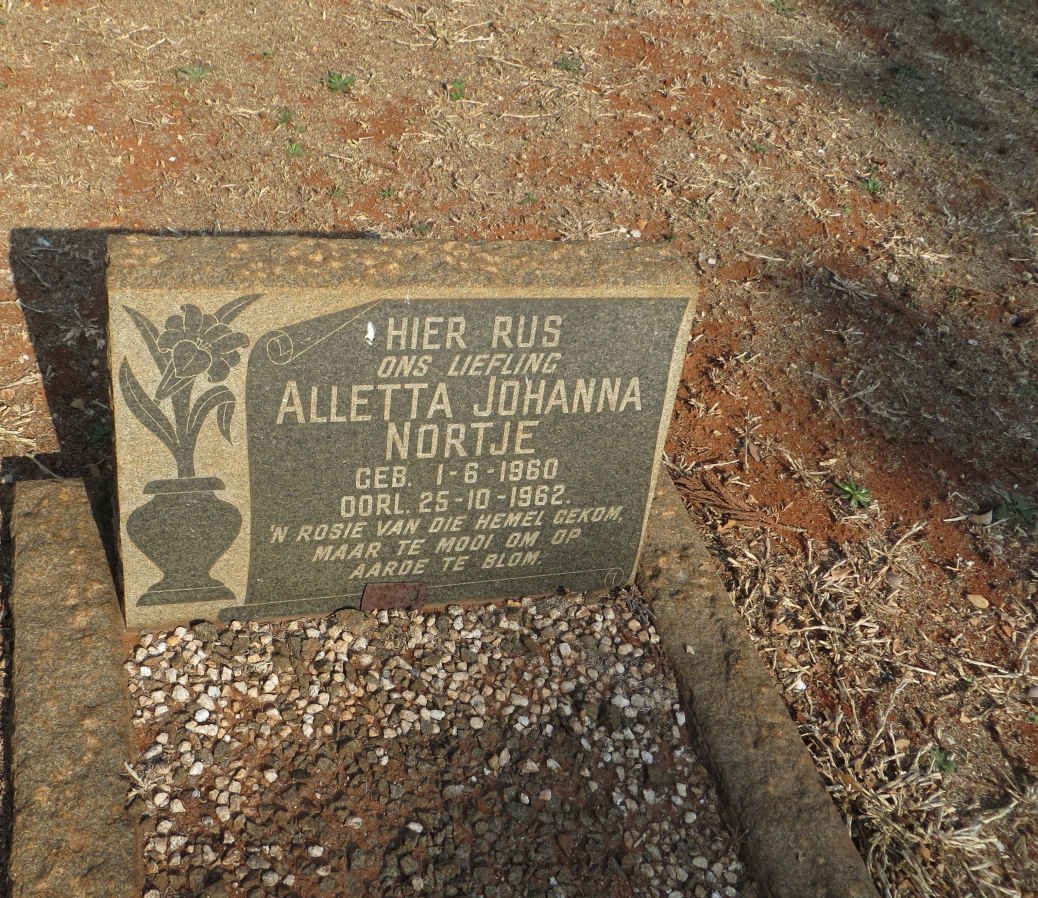 HIER RUS
ONS LIEFLING
ALLETTA JOHANNA
NORTJE
GEB. 1-6-1960
OORL. 25-10-1962.
'N ROSIE VAN DIE HEMEL GEKOM,
MAAR TE MOOI OM OP
AARDE TE BLOM.